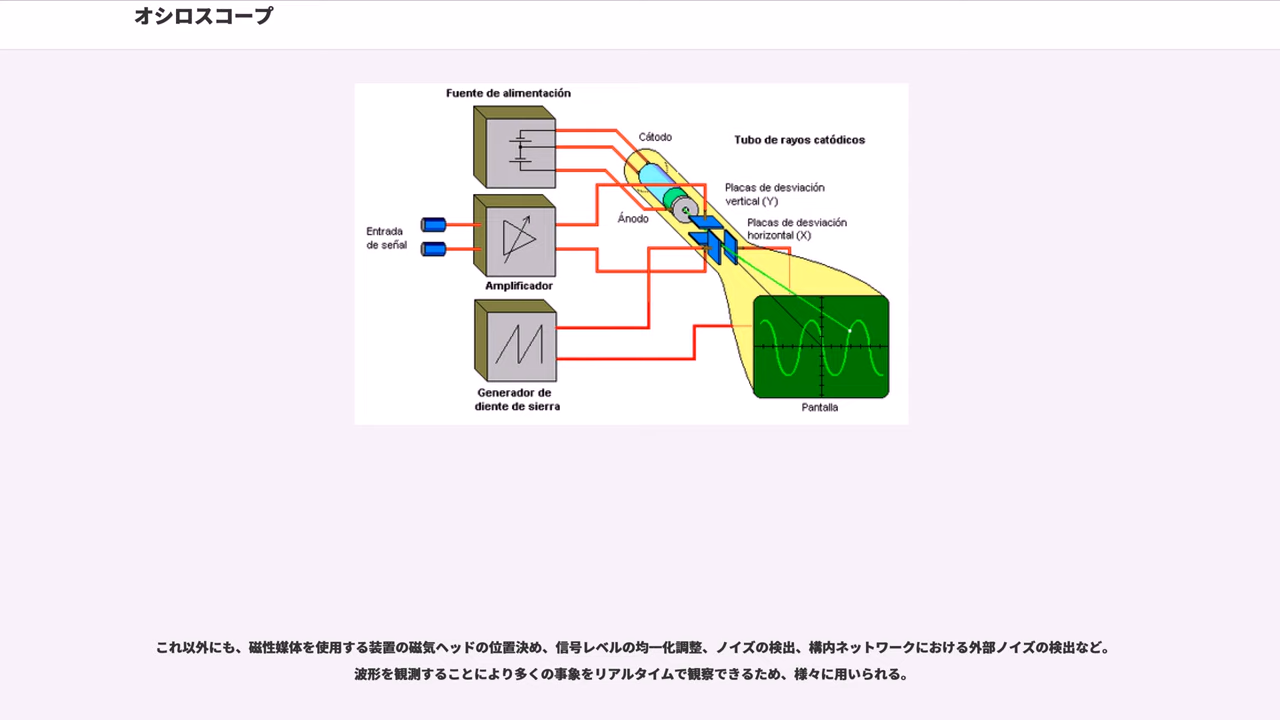 オシロスコープ
Fuente de alimentación
Cátodo
Tubo de rayos catódicos
Placas de desviación
vertical (Y)
Ánodo
Placas de desviación
horizontal (X)
Entrada
de señal
Amplificador
Generador de
diente de sierra
Pantalla
これ以外にも、磁性媒体を使用する装置の磁気ヘッドの位置決め、信号レベルの均一化調整、ノイズの検出、構内ネットワークにおける外部ノイズの検出など。
波形を観測することにより多くの事象をリアルタイムで観察できるため、様々に用いられる。